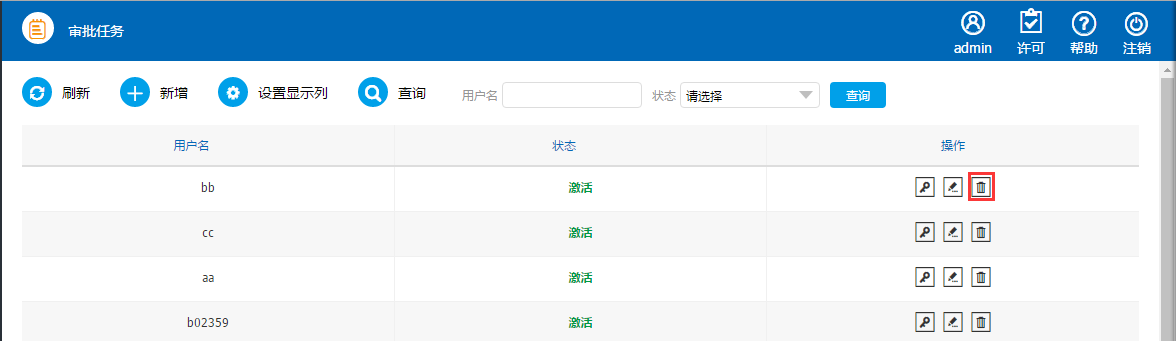 审批任务
admin 许可 帮助 注销
刷新 新增 设置显示列 查询 用户名 状态 请选择 查询
用户名 状态 操作
bb 激活
cc 激活
aa 激活
b02359 激活